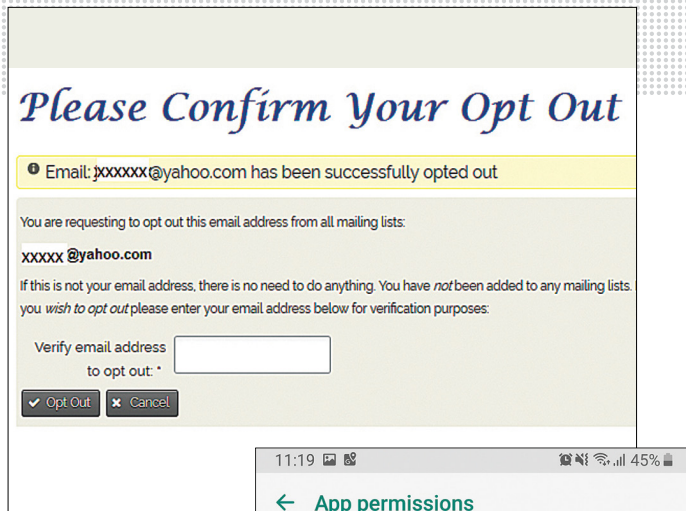 Please Confirm Your Opt Out
Email: jxxxxxx@yahoo.com has been successfully opted out
You are requesting to opt out this email address from all mailing lists:
xxxxx @yahoo.com
If this is not your email address, there is no need to do anything. You have not been added to any mailing lists.
you wish to opt out please enter your email address below for verification purposes:
Verify email address
to opt out: *
Opt Out Cancel
11:19 45%
App permissions